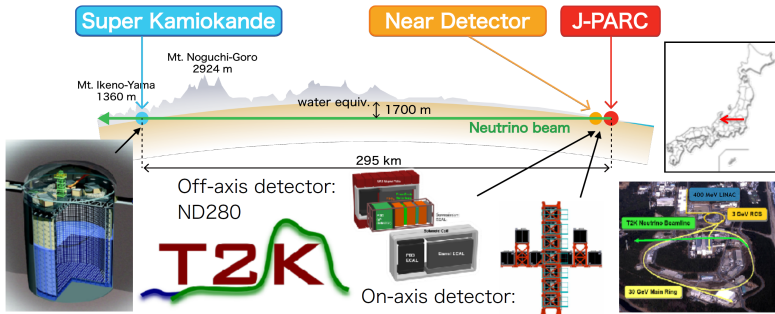 Super Kamiokande
Near Detector
J-PARC
Mt. Noguchi-Goro
2924 m
Mt. Ikeno-Yama
1360 m
water equiv.
1700 m
Neutrino beam
295 km
Off-axis detector:
ND280
T2K
On-axis detector:
400 MeV LINAC
3 GeV RCS
T2K Neutrino Beamline
30 GeV Main Ring